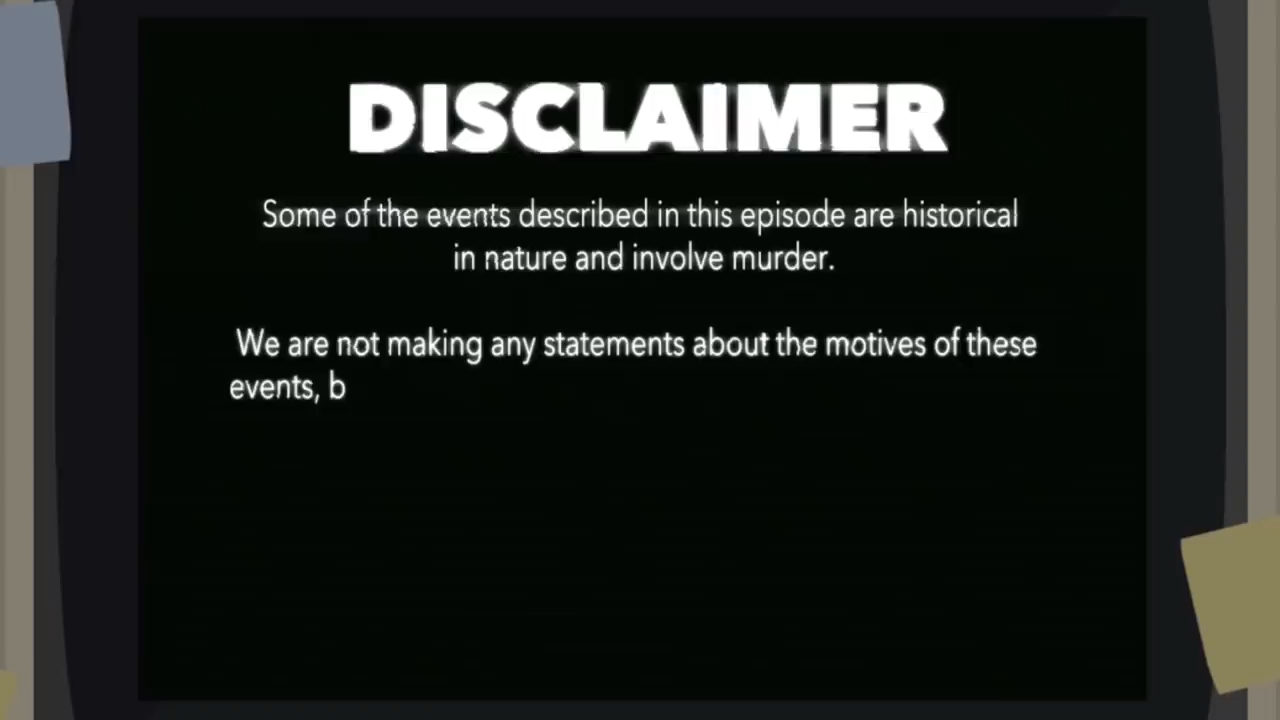 DISCLAIMER
Some of the events described in this episode are historical
in nature and involve murder.
We are not making any statements about the motives of these
events, b